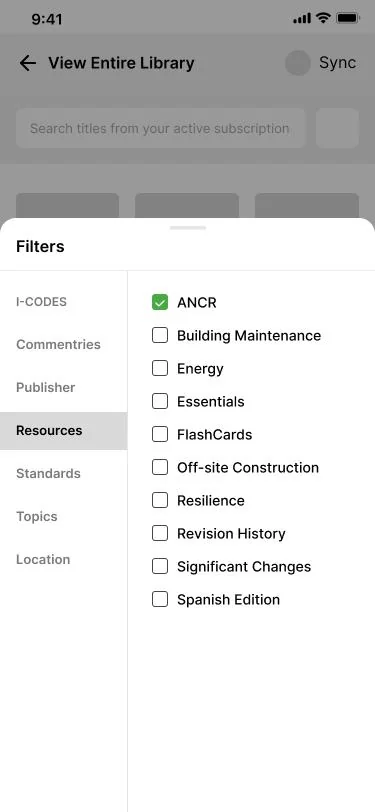 9:41
View Entire Library
Sync
Search titles from your active subscription
Filters
I-CODES
Commentries
Publisher
Resources
Standards
Topics
Location
ANCR
Building Maintenance
Energy
Essentials
FlashCards
Off-site Construction
Resilience
Revision History
Significant Changes
Spanish Edition